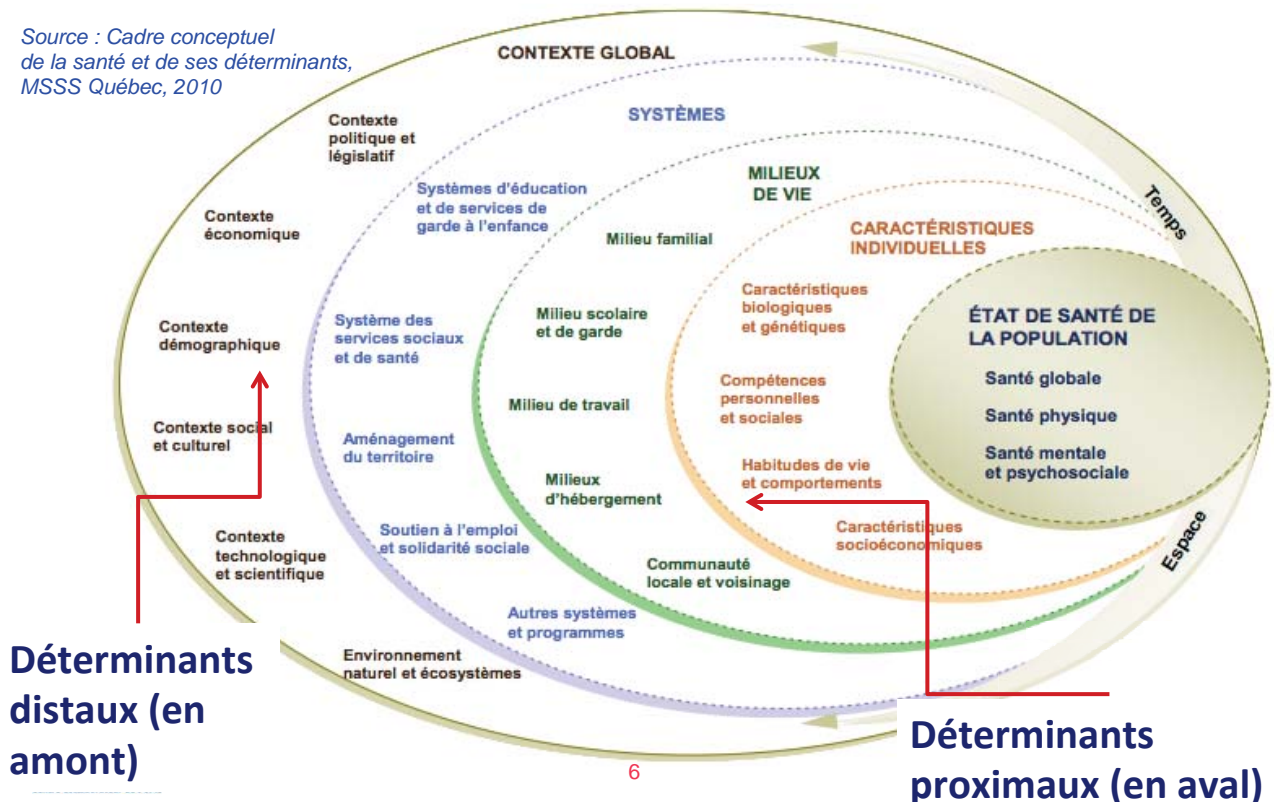 Source : Cadre conceptuel
de la santé et de ses déterminants,
MSSS Québec, 2010
CONTEXTE GLOBAL
Contexte
politique et
législatif
Contexte
économique
Contexte
démographique
Contexte social
et culturel
Contexte
technologique
et scientifique
Environnement
naturel et écosystèmes
SYSTÈMES
Systèmes d'éducation
et de services de
garde à l'enfance
Système des
services sociaux
et de santé
Aménagement
du territoire
Soutien à l'emploi
et solidarité sociale
Autres systèmes
et programmes
MILIEUX
DE VIE
Milieu familial
Milieu scolaire
et de garde
Milieu de travail
Milieux
d'hébergement
Communauté
locale et voisinage
CARACTÉRISTIQUES
INDIVIDUELLES
Caractéristiques
biologiques
et génétiques
Compétences
personnelles
et sociales
Habitudes de vie
et comportements
Caractéristiques
socioéconomiques
ÉTAT DE SANTÉ DE
LA POPULATION
Santé globale
Santé physique
Santé mentale
et psychosociale
Temps
Espace
Déterminants
distaux (en
amont)
Déterminants
proximaux (en aval)
6